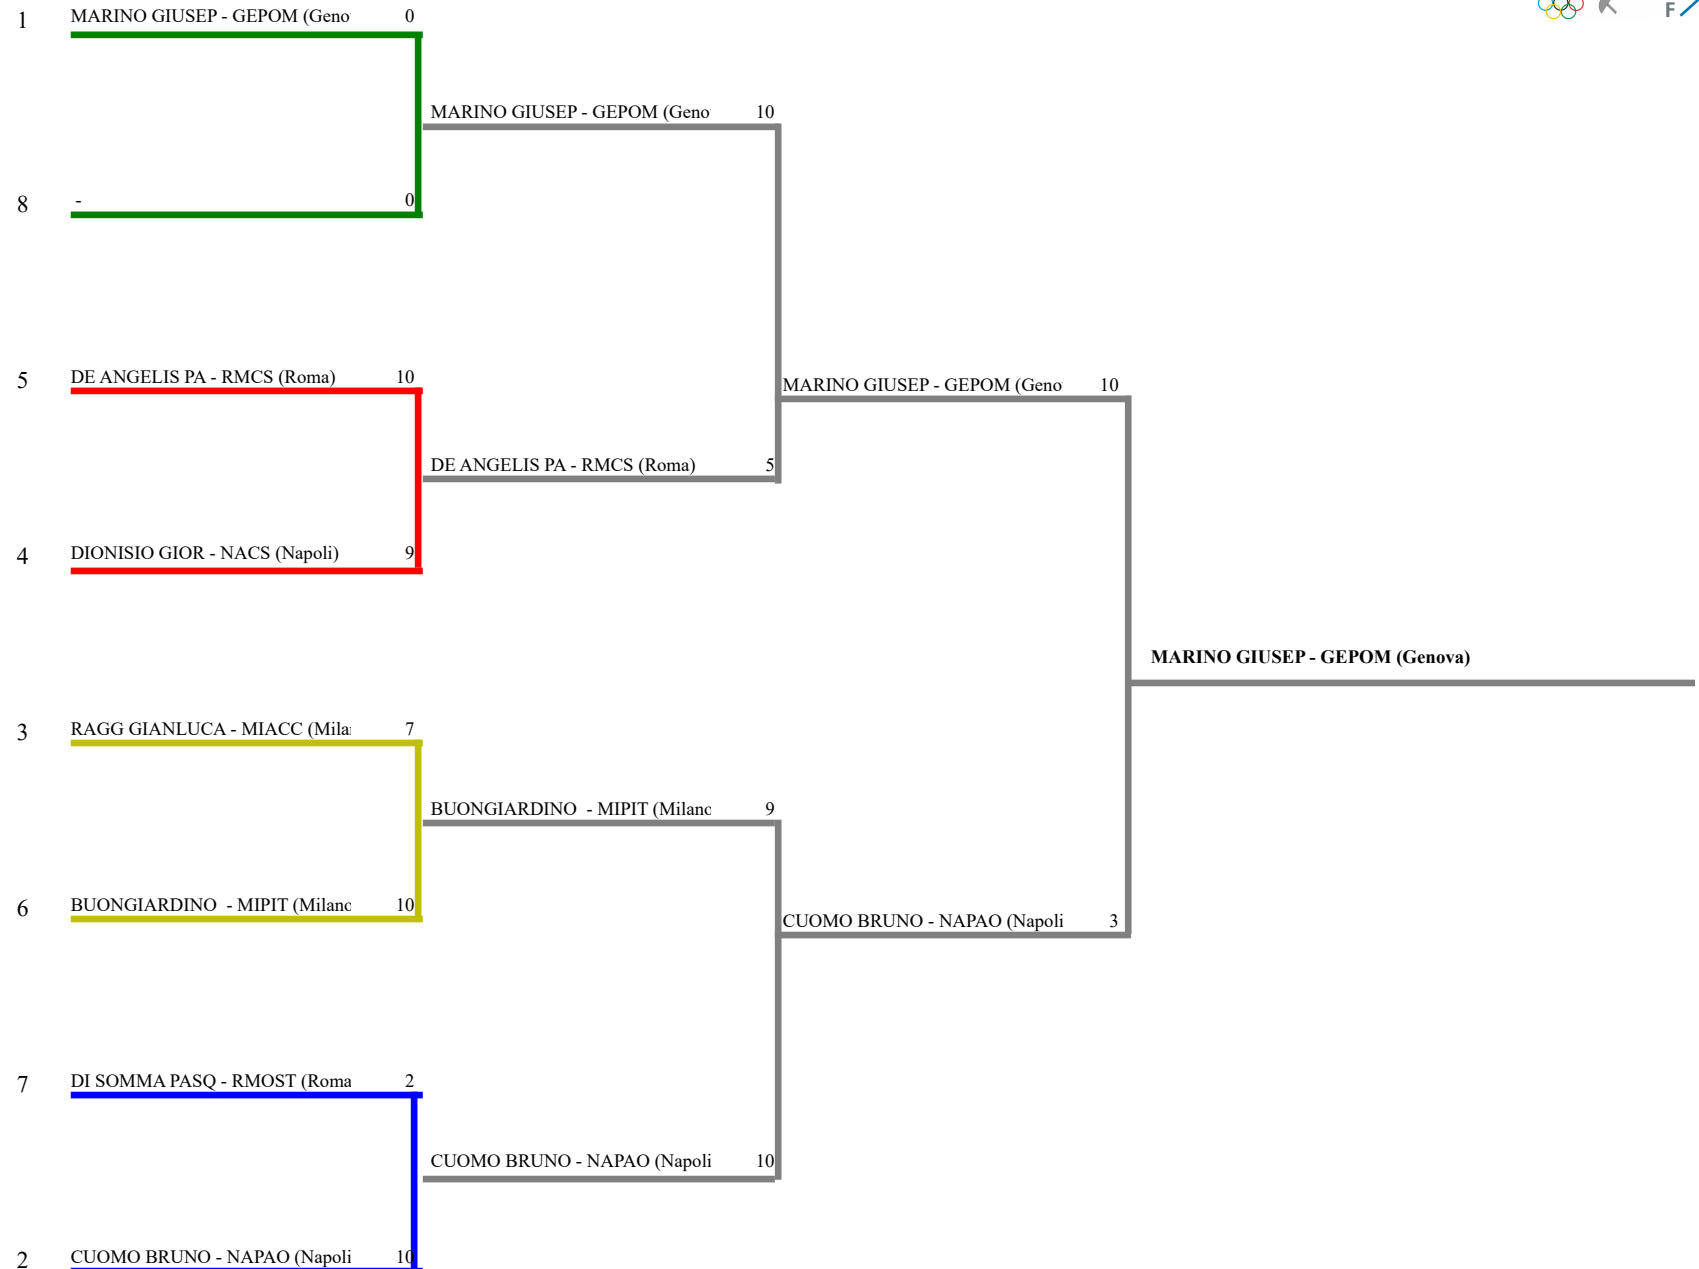 1 MARINO GIUSEP - GEPOM (Geno 0
F
MARINO GIUSEP - GEPOM (Geno 10
8 - 0
5 DE ANGELIS PA - RMCS (Roma) 10
MARINO GIUSEP - GEPOM (Geno 10
DE ANGELIS PA - RMCS (Roma) 5
4 DIONISIO GIOR - NACS (Napoli) 9
MARINO GIUSEP - GEPOM (Genova)
3 RAGG GIANLUCA - MIACC (Mila 7
BUONGIARDINO - MIPIT (Milano 9
6 BUONGIARDINO - MIPIT (Milano 10
CUOMO BRUNO - NAPAO (Napoli 3
7 DI SOMMA PASQ - RMOST (Roma 2
CUOMO BRUNO - NAPAO (Napoli 10
2 CUOMO BRUNO - NAPAO (Napoli 10